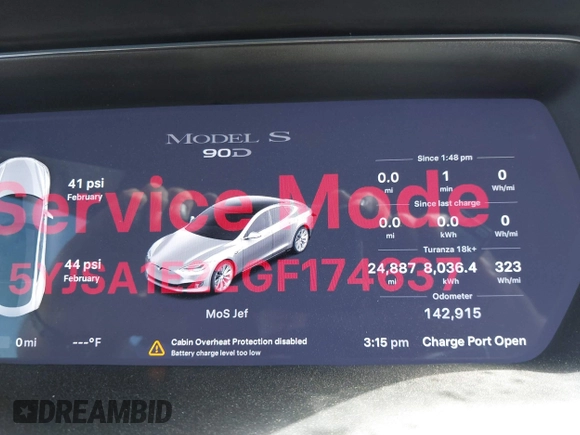 MODEL S
90D
Service Mode
41 psi
February
44 psi
February
MoS Jef
Since 1:48 pm
0.0 1 0
mi min Wh/mi
Since last charge
0.0 0.0 0
mi kWh Wh/mi
Turanza 18k+
24,887 8,036.4 323
mi kWh Wh/mi
Odometer
142,915
0 mi ---°F
Cabin Overheat Protection disabled
Battery charge level too low
3:15 pm Charge Port Open
DREAMBID